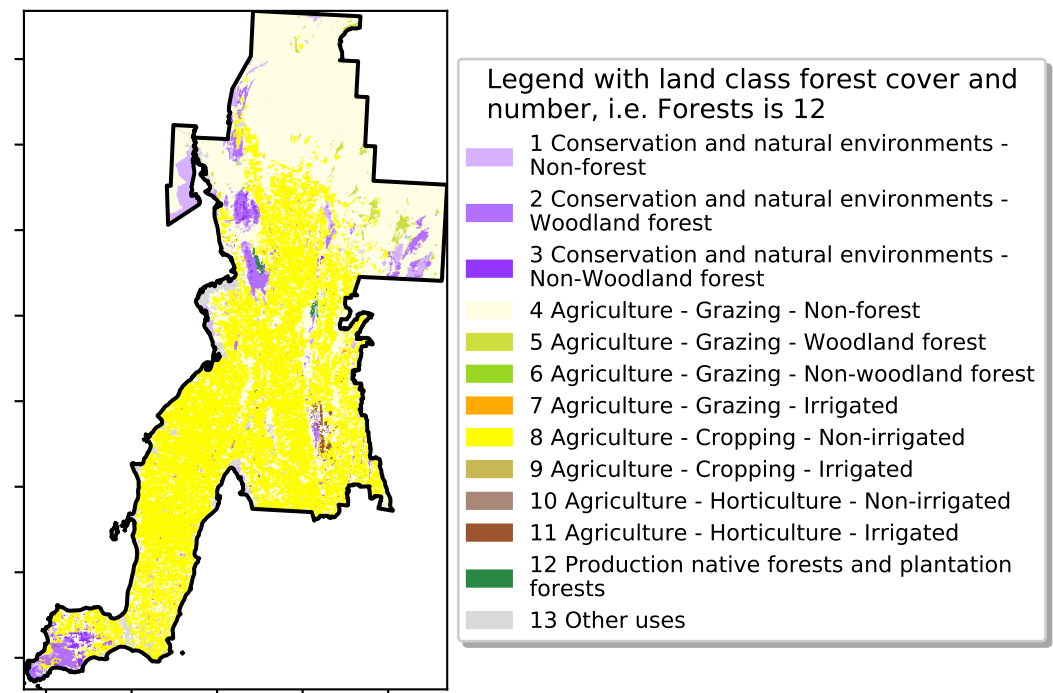 Legend with land class forest cover and
number, i.e. Forests is 12
1 Conservation and natural environments -
Non-forest
2 Conservation and natural environments -
Woodland forest
3 Conservation and natural environments -
Non-Woodland forest
4 Agriculture - Grazing - Non-forest
5 Agriculture - Grazing - Woodland forest
6 Agriculture - Grazing - Non-woodland forest
7 Agriculture - Grazing - Irrigated
8 Agriculture - Cropping - Non-irrigated
9 Agriculture - Cropping - Irrigated
10 Agriculture - Horticulture - Non-irrigated
11 Agriculture - Horticulture - Irrigated
12 Production native forests and plantation
forests
13 Other uses